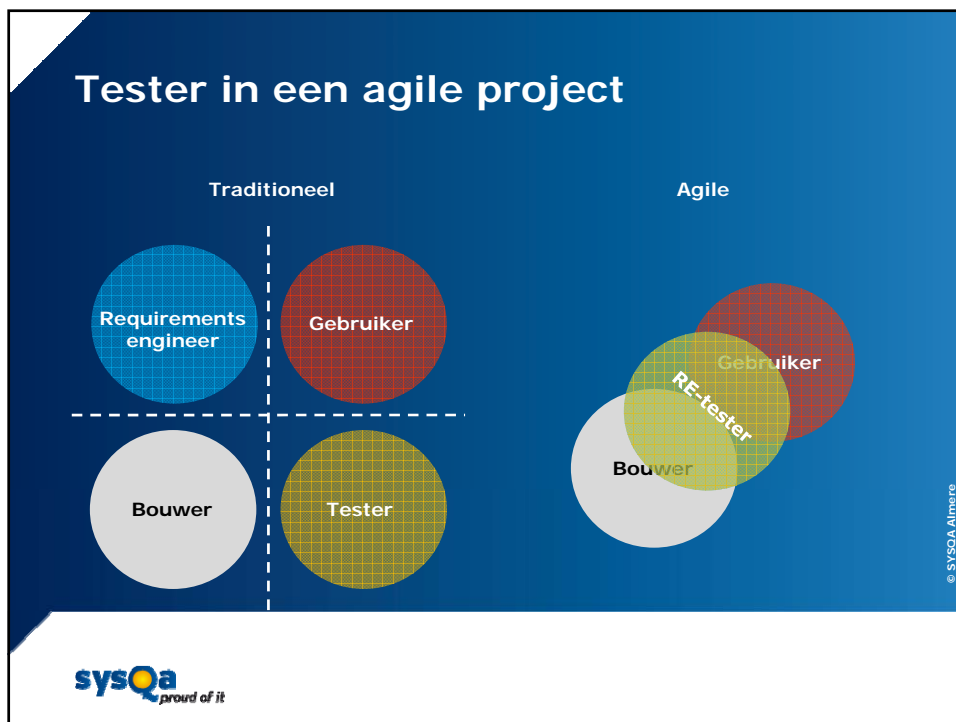 Tester in een agile project
Traditioneel
Agile
Requirements
engineer
Gebruiker
Bouwer
Tester
Gebruiker
RE-tester
Bouwer
© SYSQA Almere
sysQa
proud of it